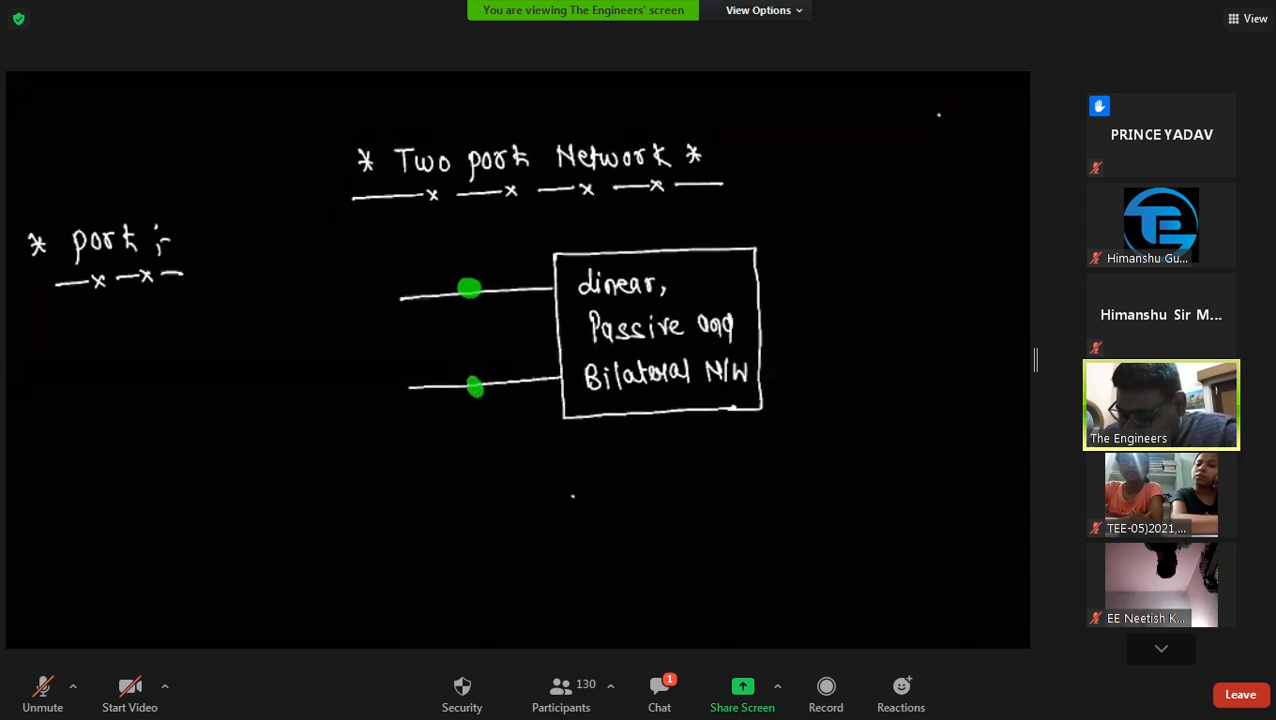 You are viewing The Engineers' screen
View Options
View
* Two port Network *
* port :-
Linear,
Passive and
Bilateral N/W
PRINCE YADAV
Himanshu Gu...
Himanshu Sir M...
The Engineers
TEE-05)2021,...
EE Neetish K...
Unmute
Start Video
Security
130
Participants
1
Chat
Share Screen
Record
Reactions
Leave